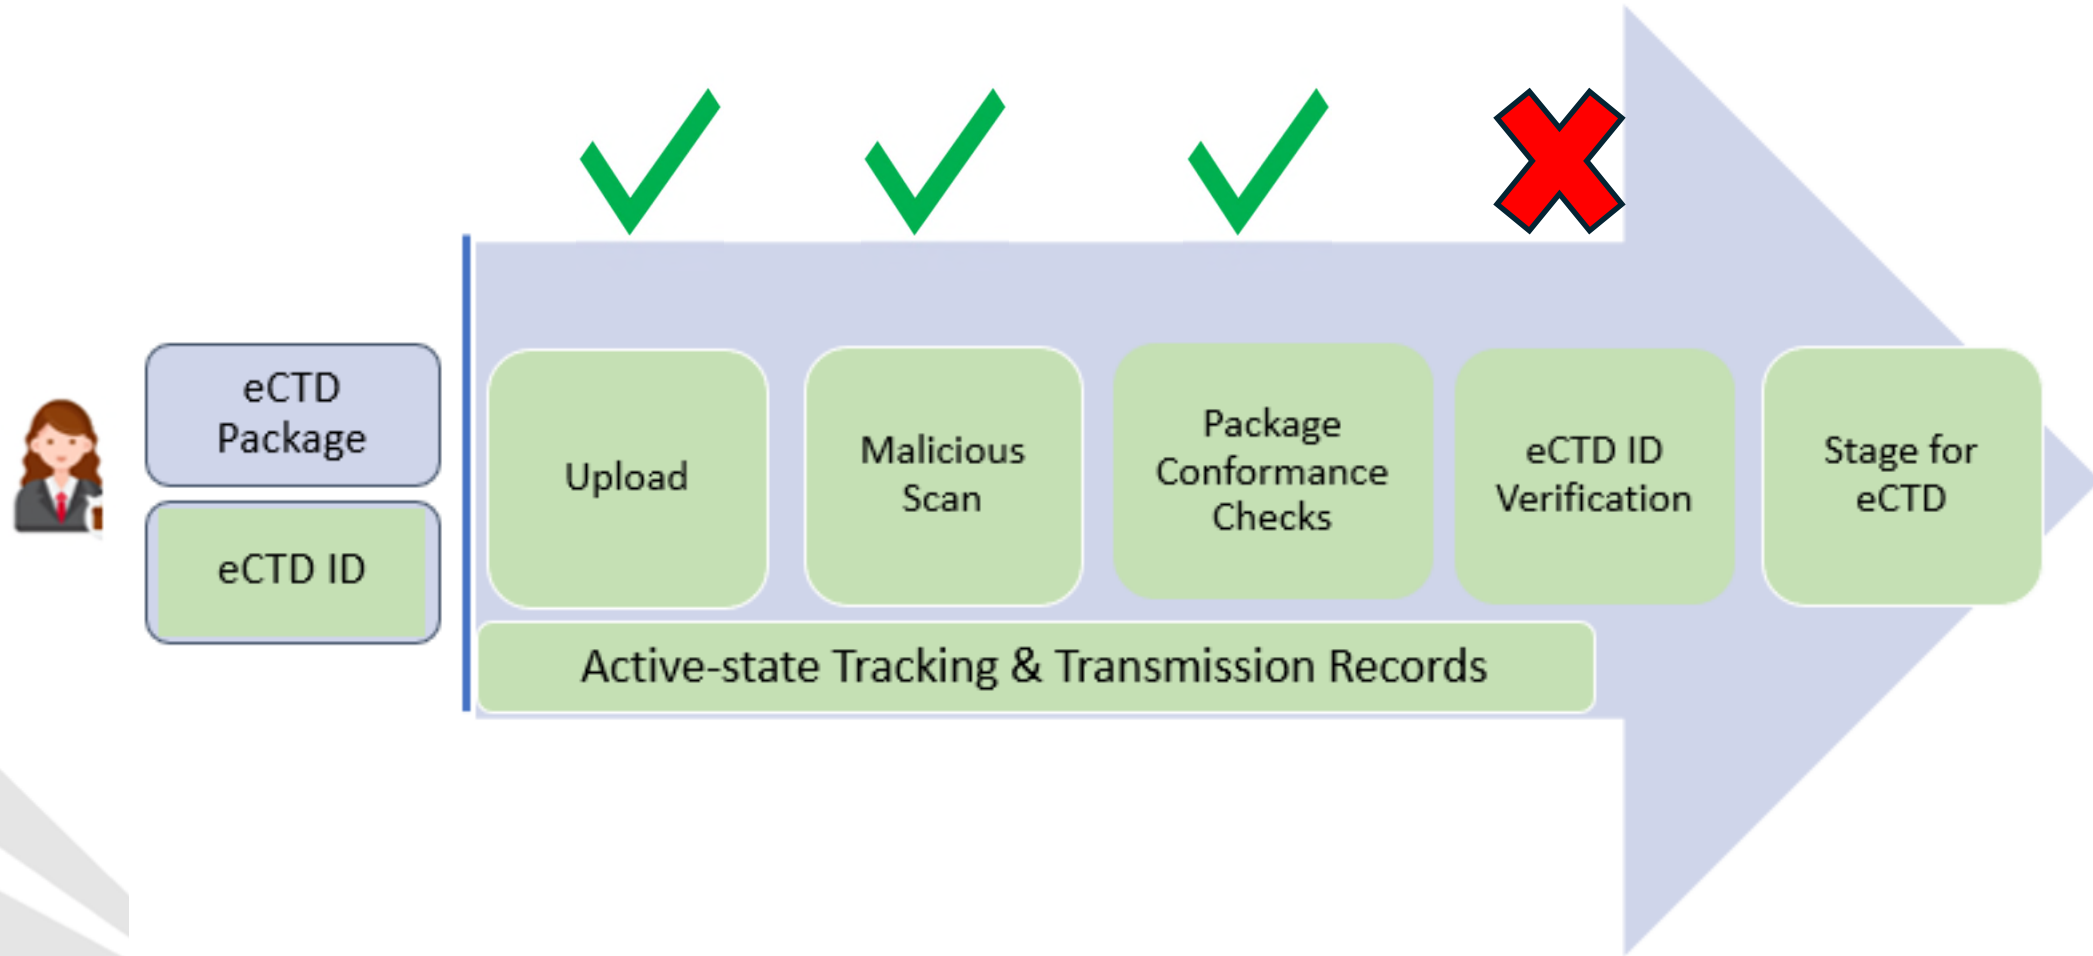 eCTD
Package
eCTD ID
Upload
Malicious
Scan
Package
Conformance
Checks
eCTD ID
Verification
Stage for
eCTD
Active-state Tracking & Transmission Records